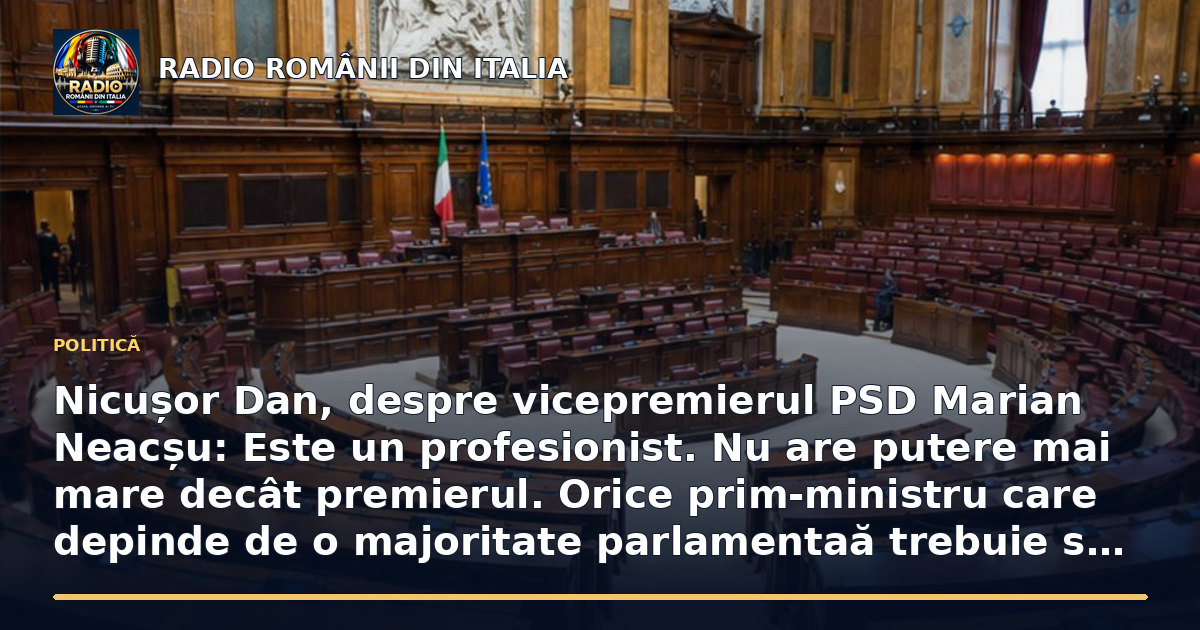 RADIO
ROMÂNII DIN ITALIA
RADIO ROMÂNII DIN ITALIA
POLITICĂ
Nicușor Dan, despre vicepremierul PSD Marian
Neacșu: Este un profesionist. Nu are putere mai
mare decât premierul. Orice prim-ministru care
depinde de o majoritate parlamentaă trebuie s…